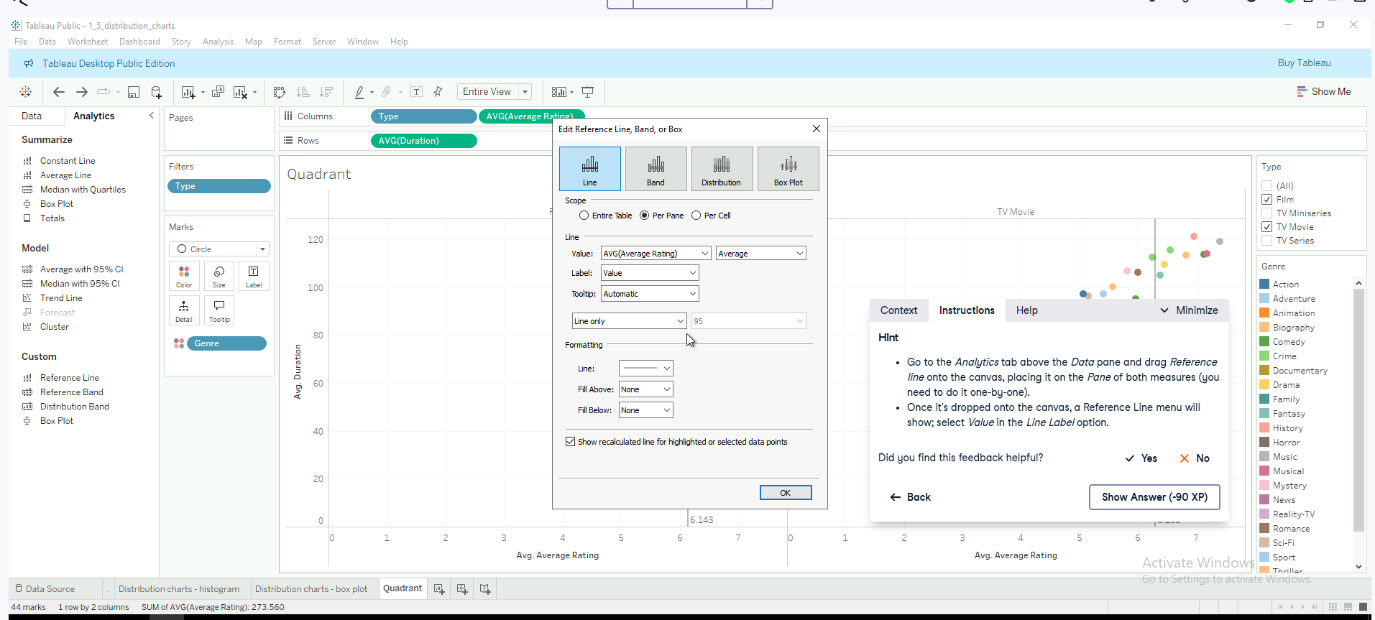 Tableau Public - 1_5_distribution_charts
File Data Worksheet Dashboard Story Analysis Map Format Server Window Help
Tableau Desktop Public Edition
Buy Tableau
Entire View
Show Me
Data
Analytics
Summarize
Constant Line
Average Line
Median with Quartiles
Box Plot
Totals
Model
Average with 95% CI
Median with 95% CI
Trend Line
Forecast
Cluster
Custom
Reference Line
Reference Band
Distribution Band
Box Plot
Pages
Filters
Type
Marks
Circle
Color
Size
Label
Detail
Tooltip
Genre
Columns
Type
AVG(Average Rating)
Rows
AVG(Duration)
Quadrant
TV Movie
Avg. Duration
120
100
80
60
40
20
0
6.143
0 1 2 3 4 5 6 7
0 1 2 3 4 5 6 7
Avg. Average Rating
Avg. Average Rating
Edit Reference Line, Band, or Box
Line
Band
Distribution
Box Plot
Scope
Entire Table
Per Pane
Per Cell
Line
Value: AVG(Average Rating) Average
Label: Value
Tooltip: Automatic
Line only 95
Formatting
Line:
Fill Above: None
Fill Below: None
Show recalculated line for highlighted or selected data points
OK
Context
Instructions
Help
Minimize
Hint
• Go to the Analytics tab above the Data pane and drag Reference
line onto the canvas, placing it on the Pane of both measures (you
need to do it one-by-one).
• Once it's dropped onto the canvas, a Reference Line menu will
show; select Value in the Line Label option.
Did you find this feedback helpful?
Yes
No
Back
Show Answer (-90 XP)
Type
(All)
Film
TV Miniseries
TV Movie
TV Series
Genre
Action
Adventure
Animation
Biography
Comedy
Crime
Documentary
Drama
Family
Fantasy
History
Horror
Music
Musical
Mystery
News
Reality-TV
Romance
Sci-Fi
Sport
Thriller
Activate Windows
Go to Settings to activate Windows.
Data Source
Distribution charts - histogram
Distribution charts - box plot
Quadrant
44 marks 1 row by 2 columns SUM of AVG(Average Rating): 273.560